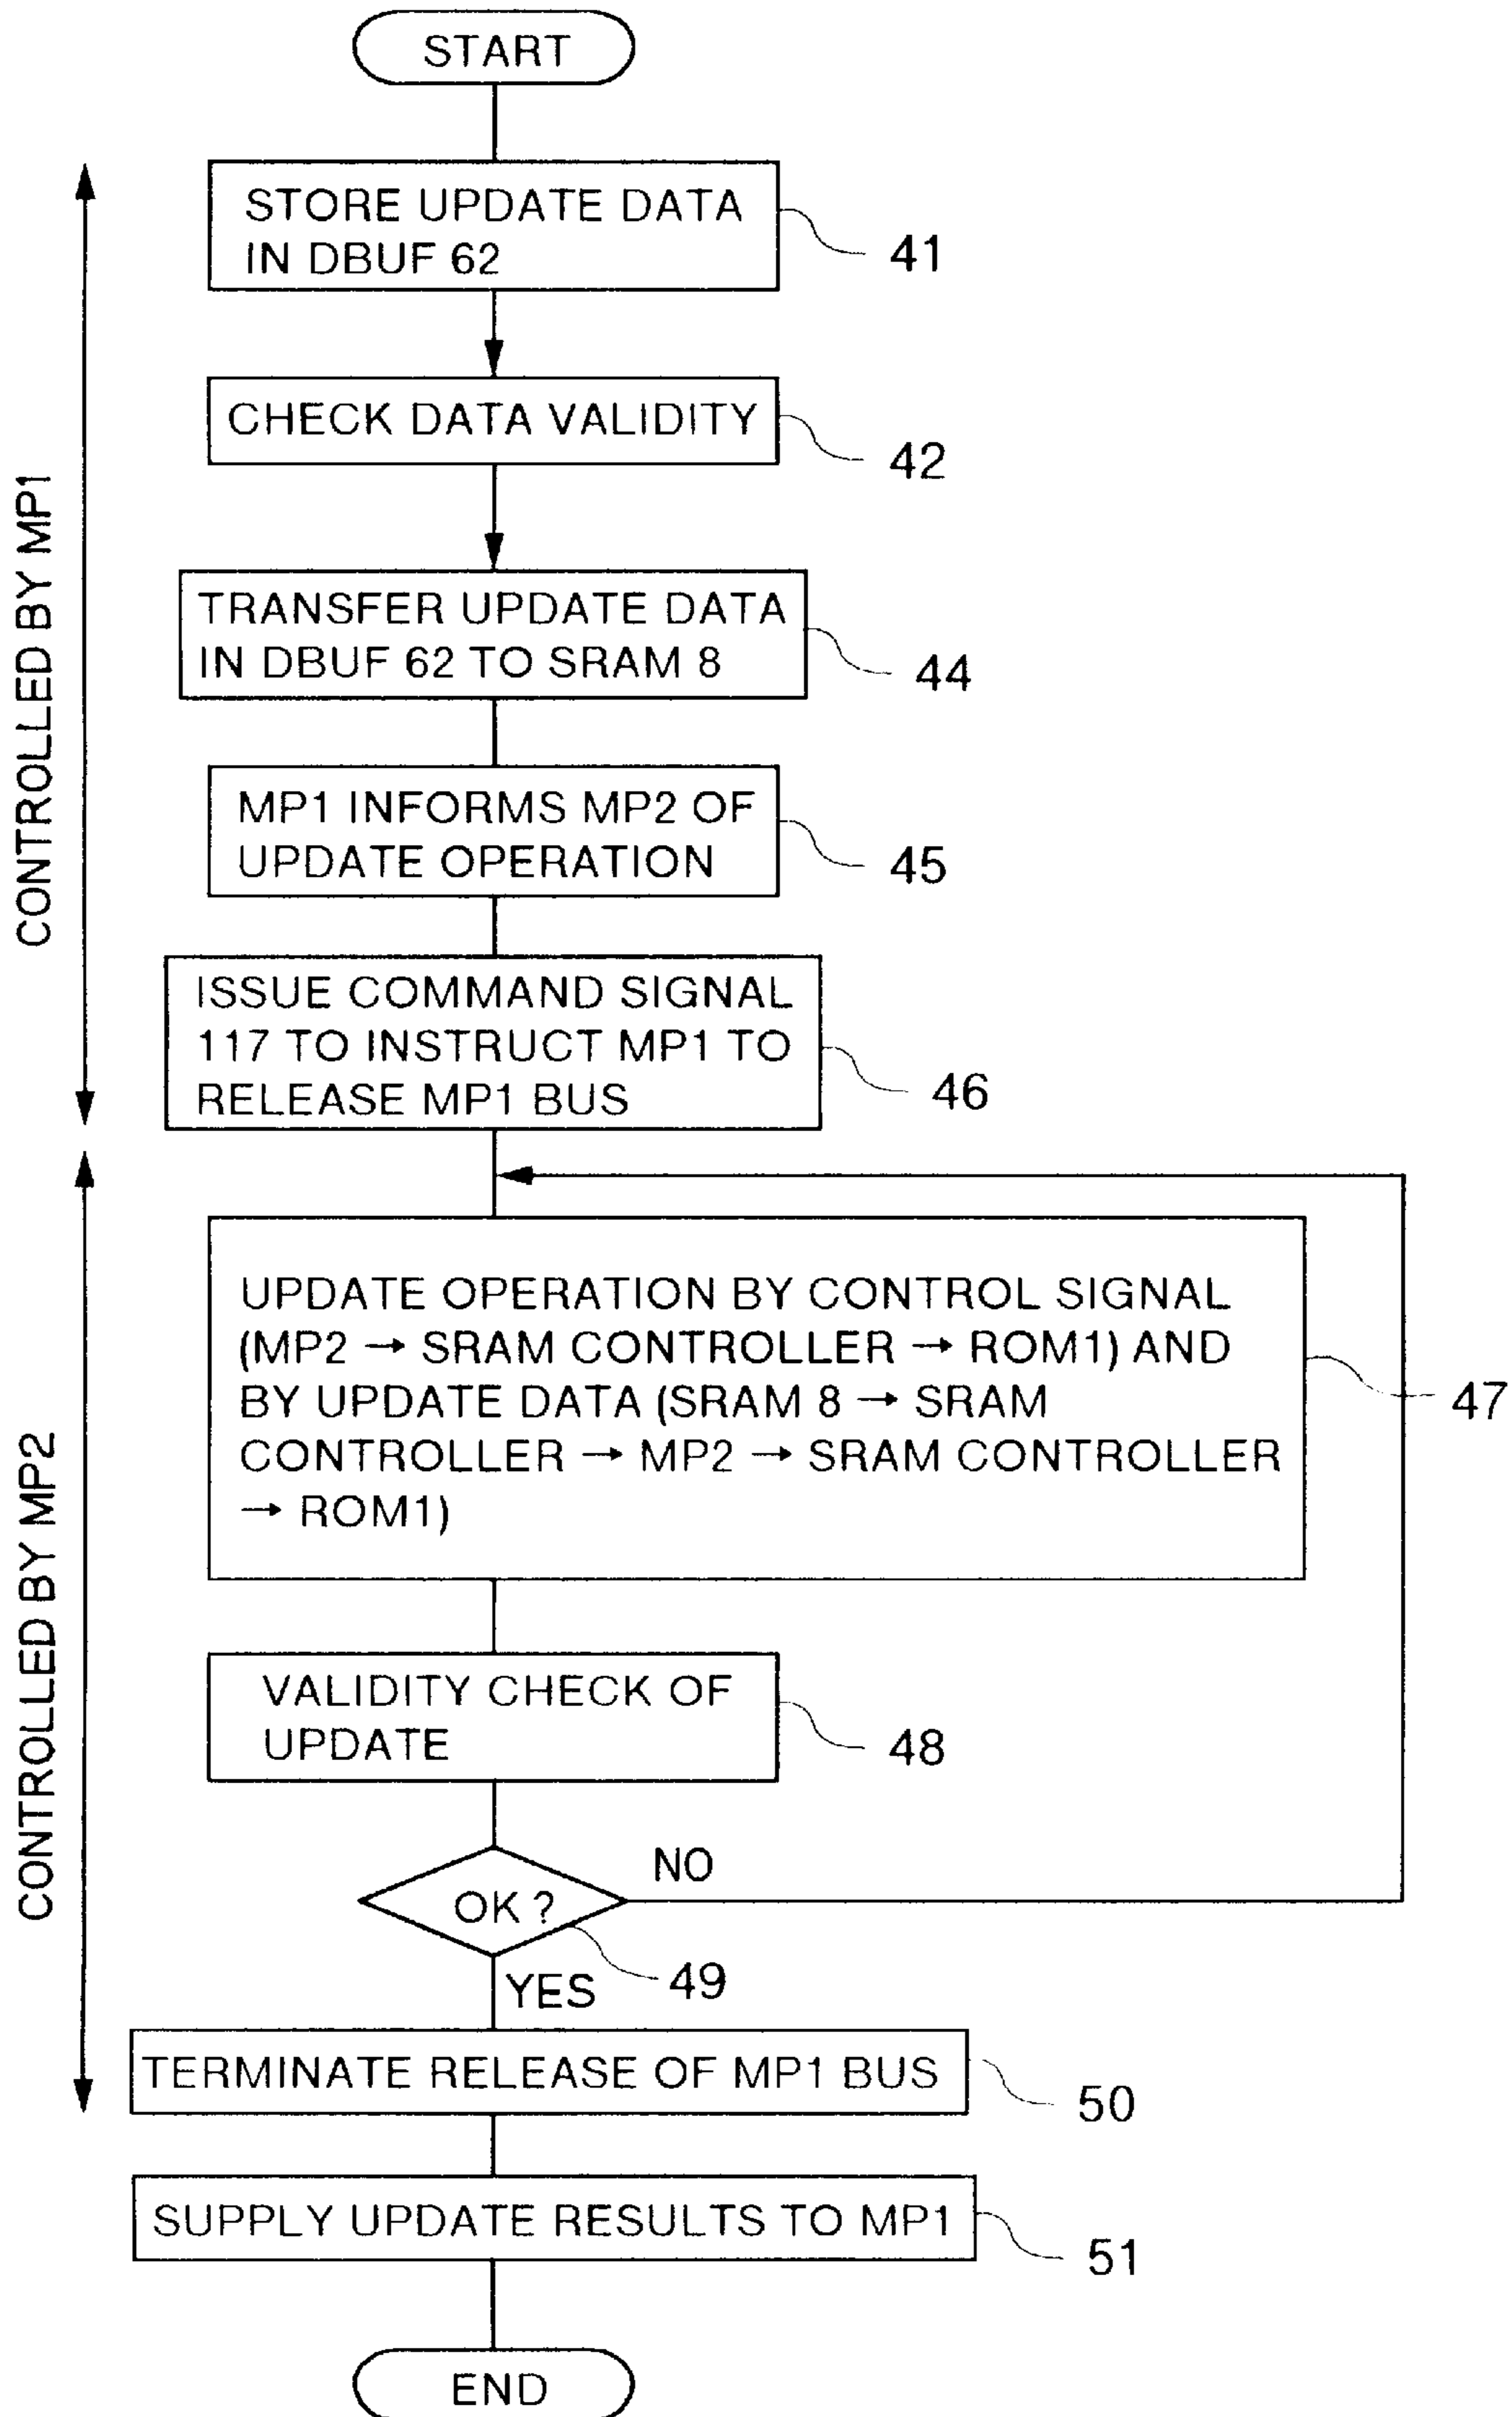 START
STORE UPDATE DATA
IN DBUF 62
41
CHECK DATA VALIDITY
42
TRANSFER UPDATE DATA
IN DBUF 62 TO SRAM 8
44
MP1 INFORMS MP2 OF
UPDATE OPERATION
45
ISSUE COMMAND SIGNAL
117 TO INSTRUCT MP1 TO
RELEASE MP1 BUS
46
CONTROLLED BY MP1
UPDATE OPERATION BY CONTROL SIGNAL
(MP2 → SRAM CONTROLLER → ROM1) AND
BY UPDATE DATA (SRAM 8 → SRAM
CONTROLLER → MP2 → SRAM CONTROLLER
→ ROM1)
47
VALIDITY CHECK OF
UPDATE
48
OK ?
NO
49
YES
TERMINATE RELEASE OF MP1 BUS
50
CONTROLLED BY MP2
SUPPLY UPDATE RESULTS TO MP1
51
END